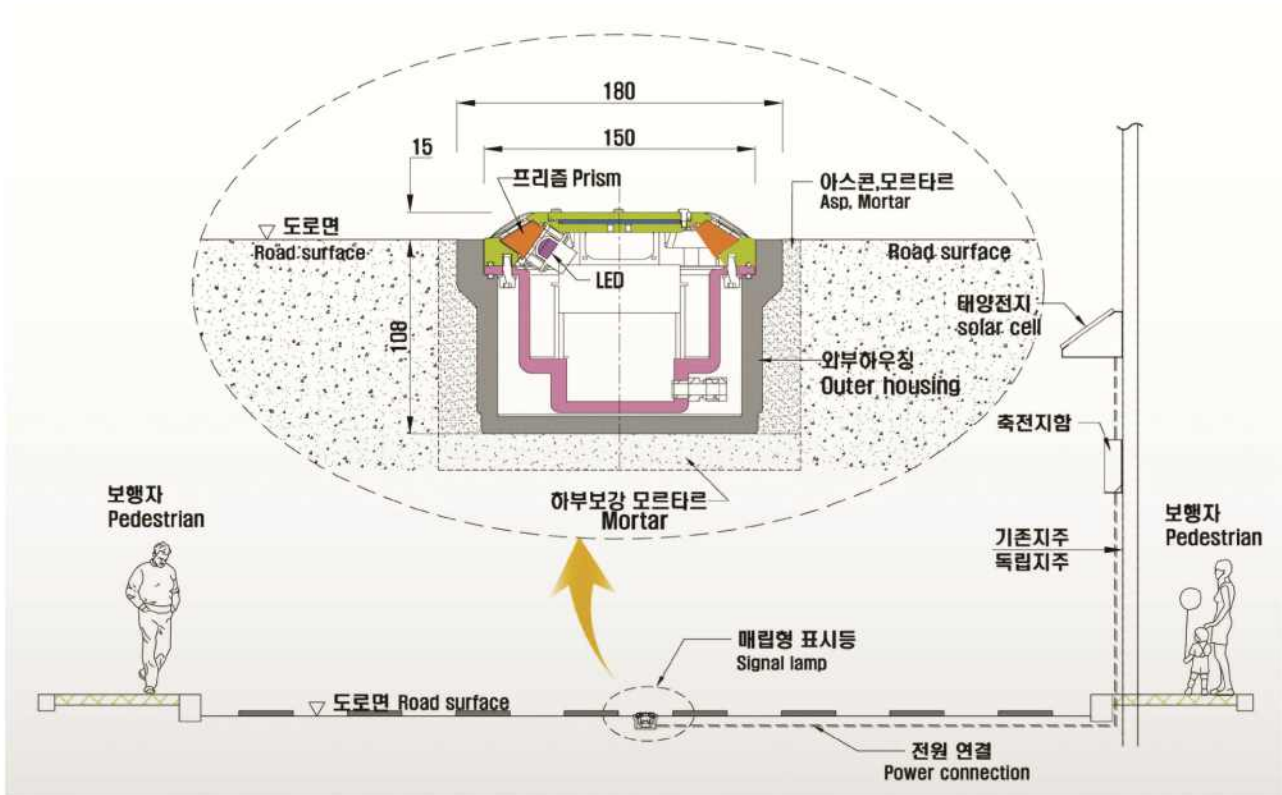 180
150
15
프리즘 Prism
아스콘,모르타르
Asp, Mortar
도로면
Road surface
Road surface
LED
108
태양전지
solar cell
외부하우징
Outer housing
축전지함
하부보강 모르타르
Mortar
보행자
Pedestrian
기존지주
독립지주
보행자
Pedestrian
매립형 표시등
Signal lamp
도로면 Road surface
전원 연결
Power connection